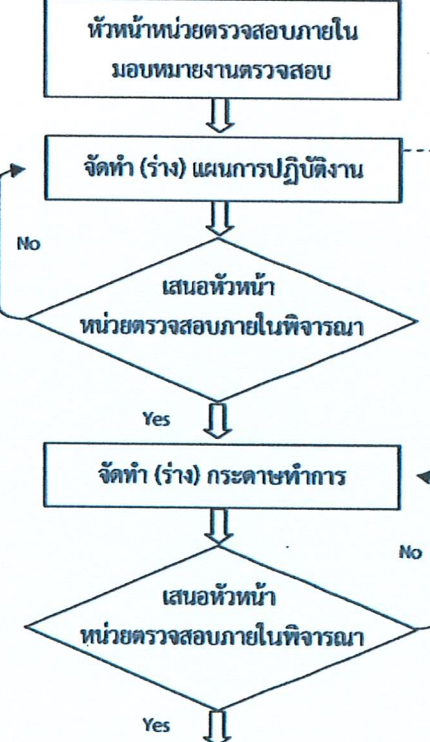 หัวหน้าหน่วยตรวจสอบภายใน
มอบหมายงานตรวจสอบ
จัดทำ (ร่าง) แผนการปฏิบัติงาน
No
เสนอหัวหน้า
หน่วยตรวจสอบภายในพิจารณา
Yes
จัดทำ (ร่าง) กระดาษทำการ
No
เสนอหัวหน้า
หน่วยตรวจสอบภายในพิจารณา
Yes